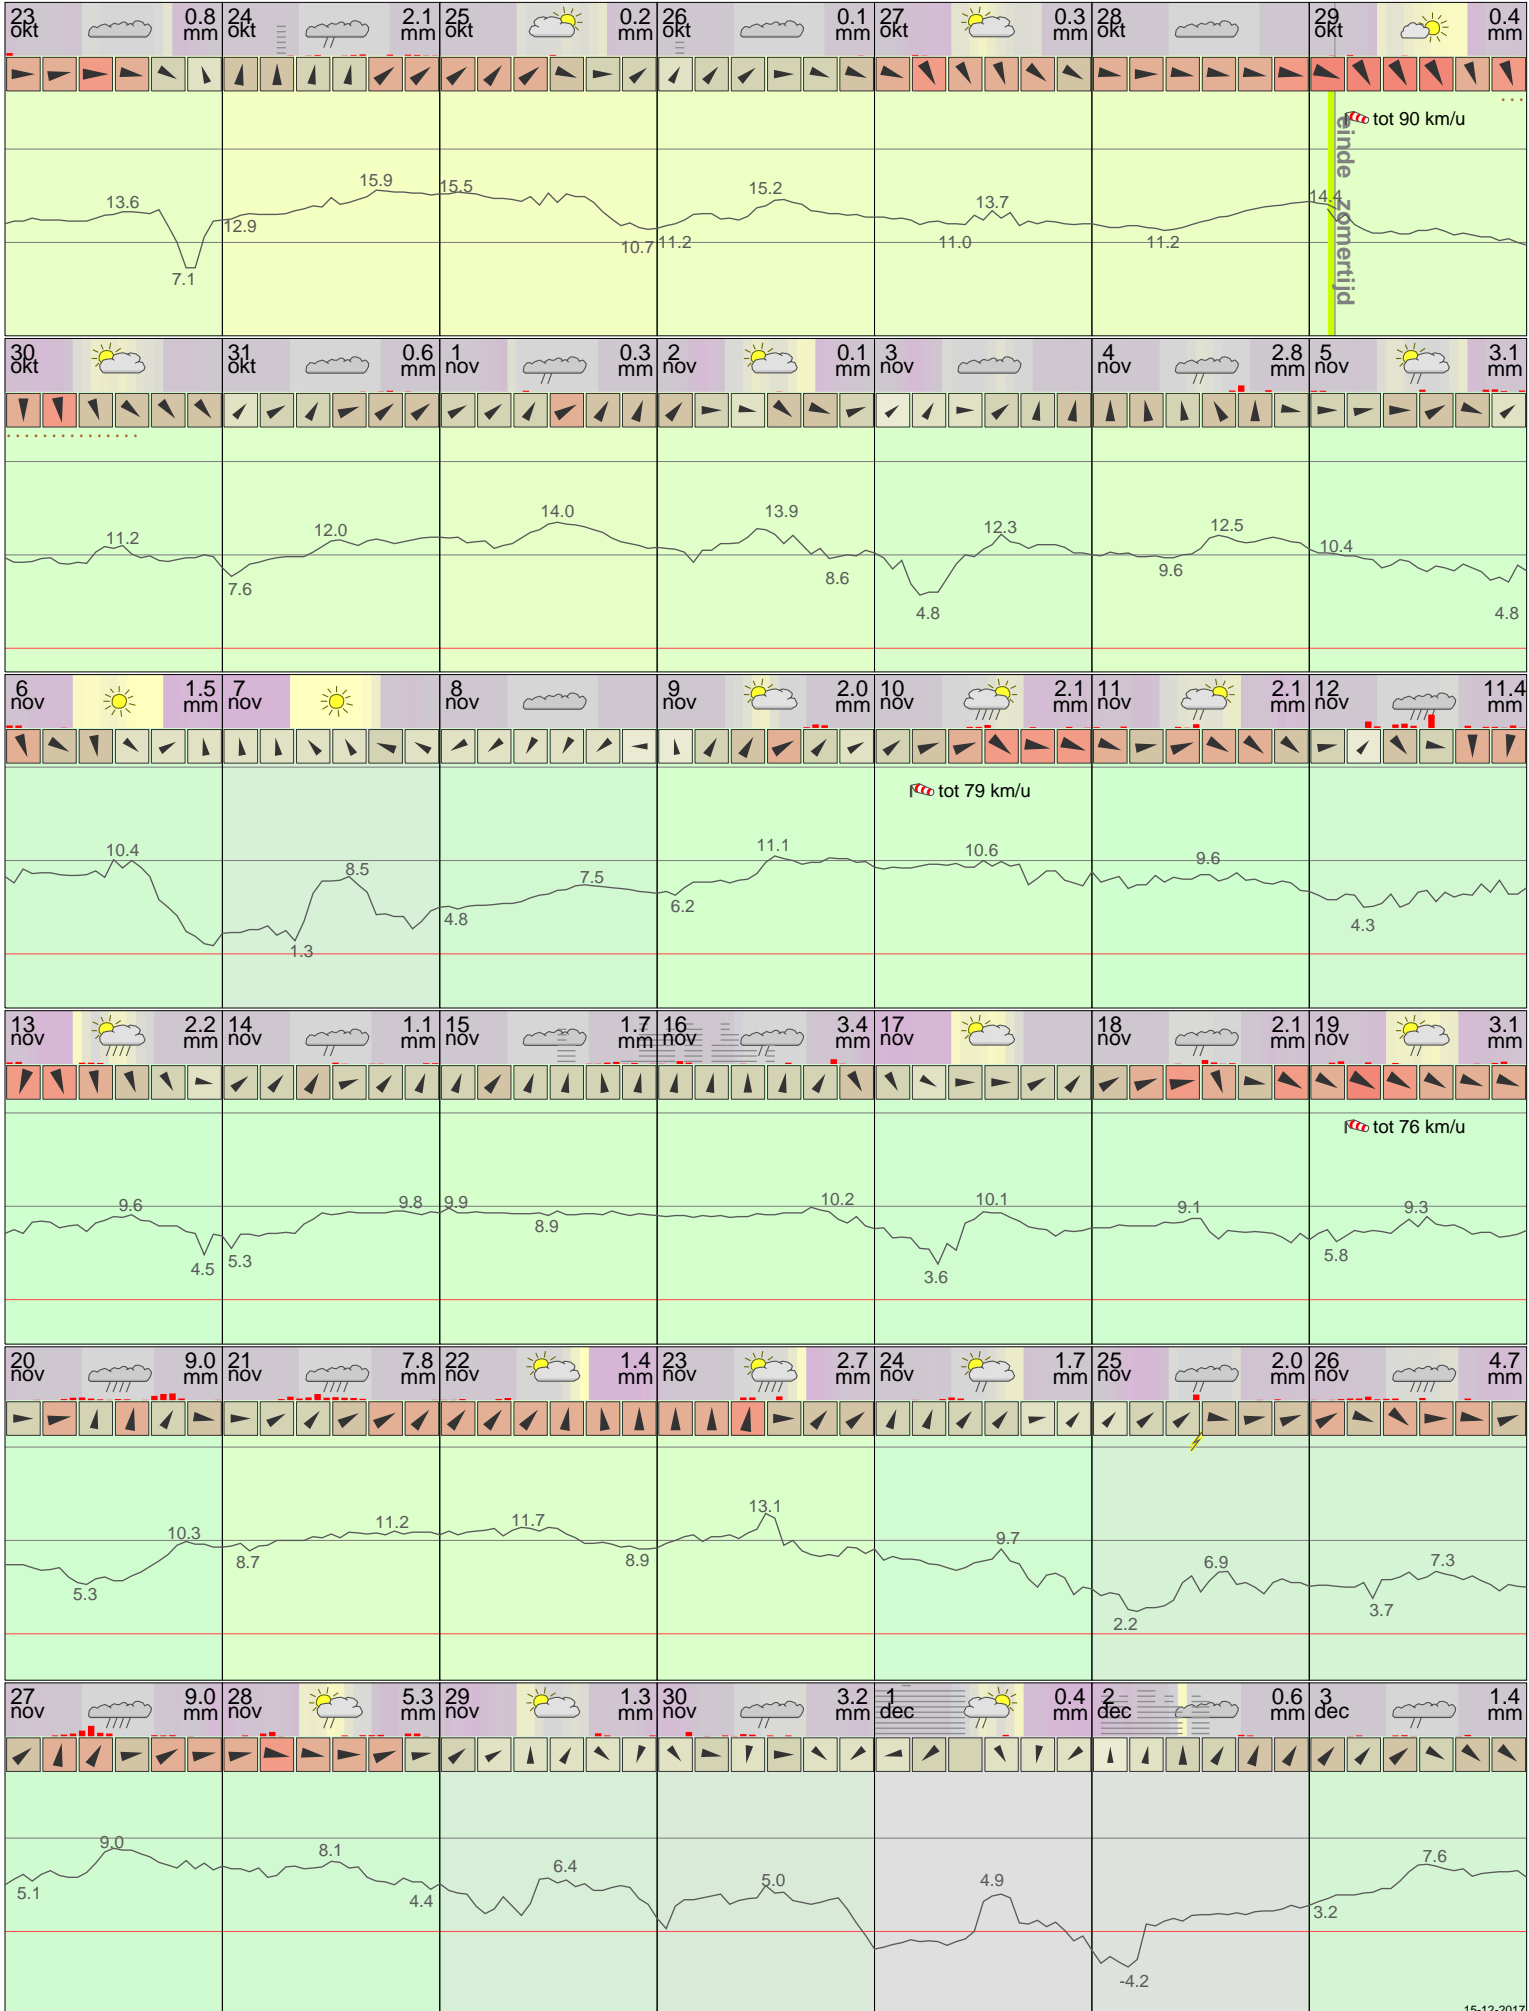 23 okt 0.8 mm
24 okt 2.1 mm
25 okt 0.2 mm
26 okt 0.1 mm
27 okt 0.3 mm
28 okt
29 okt 0.4 mm
tot 90 km/u
einde zomertijd
13.6 7.1 12.9 15.9 15.5 10.7 11.2 15.2 11.0 13.7 11.2 14.4
30 okt
31 okt 0.6 mm
1 nov 0.3 mm
2 nov 0.1 mm
3 nov
4 nov 2.8 mm
5 nov 3.1 mm
11.2 7.6 12.0 14.0 13.9 8.6 4.8 12.3 9.6 12.5 10.4 4.8
6 nov 1.5 mm
7 nov
8 nov
9 nov 2.0 mm
10 nov 2.1 mm
11 nov 2.1 mm
12 nov 11.4 mm
tot 79 km/u
10.4 1.3 8.5 4.8 7.5 6.2 11.1 10.6 9.6 4.3
13 nov 2.2 mm
14 nov 1.1 mm
15 nov 1.7 mm
16 nov 3.4 mm
17 nov
18 nov 2.1 mm
19 nov 3.1 mm
tot 76 km/u
9.6 4.5 5.3 9.8 9.9 8.9 10.2 3.6 10.1 9.1 5.8 9.3
20 nov 9.0 mm
21 nov 7.8 mm
22 nov 1.4 mm
23 nov 2.7 mm
24 nov 1.7 mm
25 nov 2.0 mm
26 nov 4.7 mm
5.3 10.3 8.7 11.2 11.7 8.9 13.1 9.7 2.2 6.9 3.7 7.3
27 nov 9.0 mm
28 nov 5.3 mm
29 nov 1.3 mm
30 nov 3.2 mm
1 dec 0.4 mm
2 dec 0.6 mm
3 dec 1.4 mm
5.1 9.0 8.1 4.4 6.4 5.0 4.9 -4.2 3.2 7.6
15-12-2017